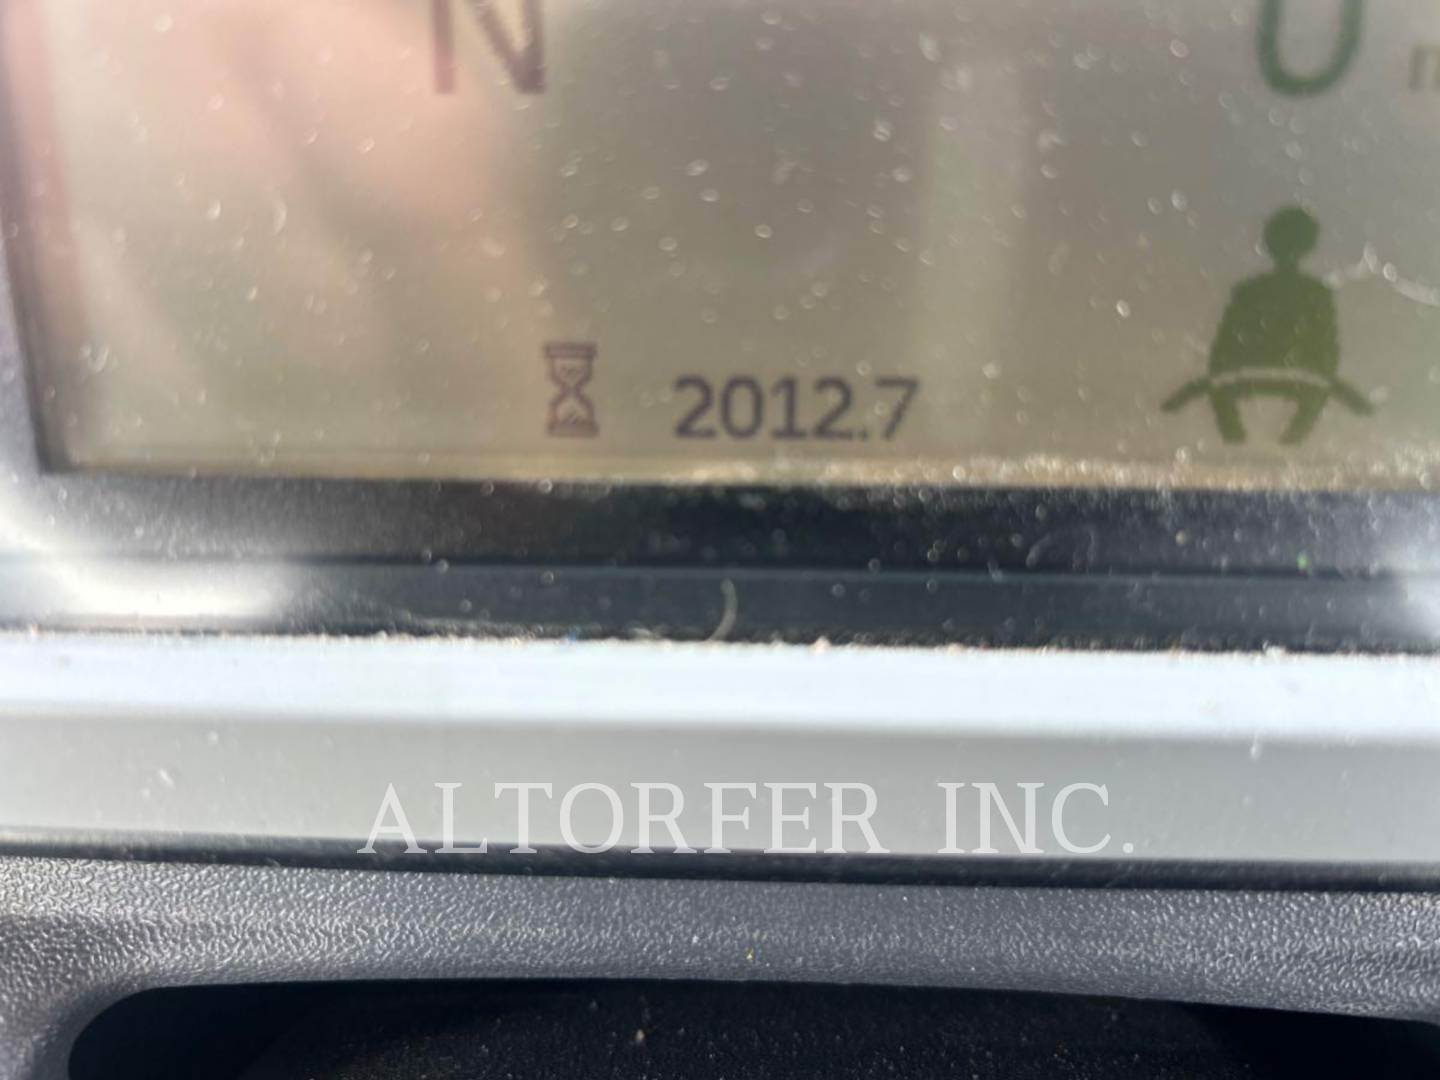 N 0
2012.7
ALTORFER INC.